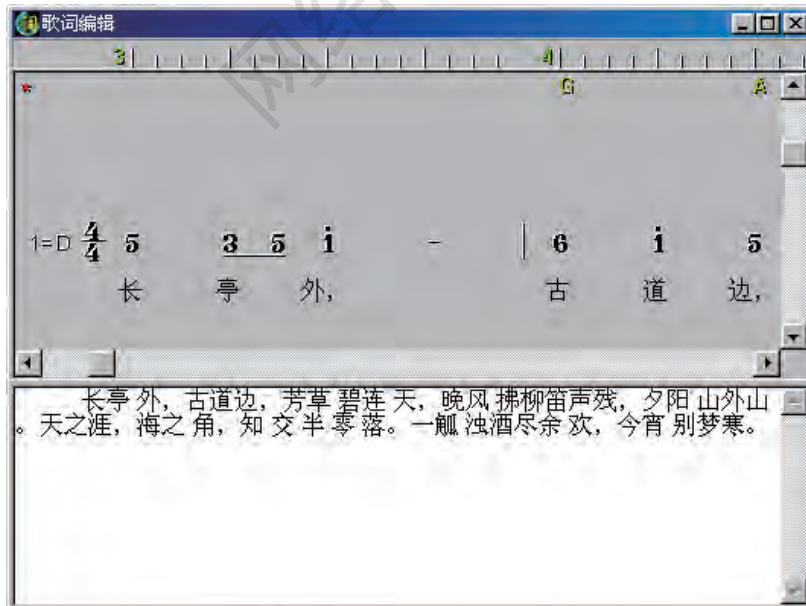 歌词编辑
3 4
G A
1=D 4/4 5 3 5 i - | 6 i 5
长 亭 外， 古 道 边，
长亭 外，古道边，芳草 碧连 天，晚风 拂柳笛声残，夕阳 山外山
。天之涯，海之 角，知 交 半 零 落。一觚 浊酒尽余 欢，今宵 别梦寒。
网络